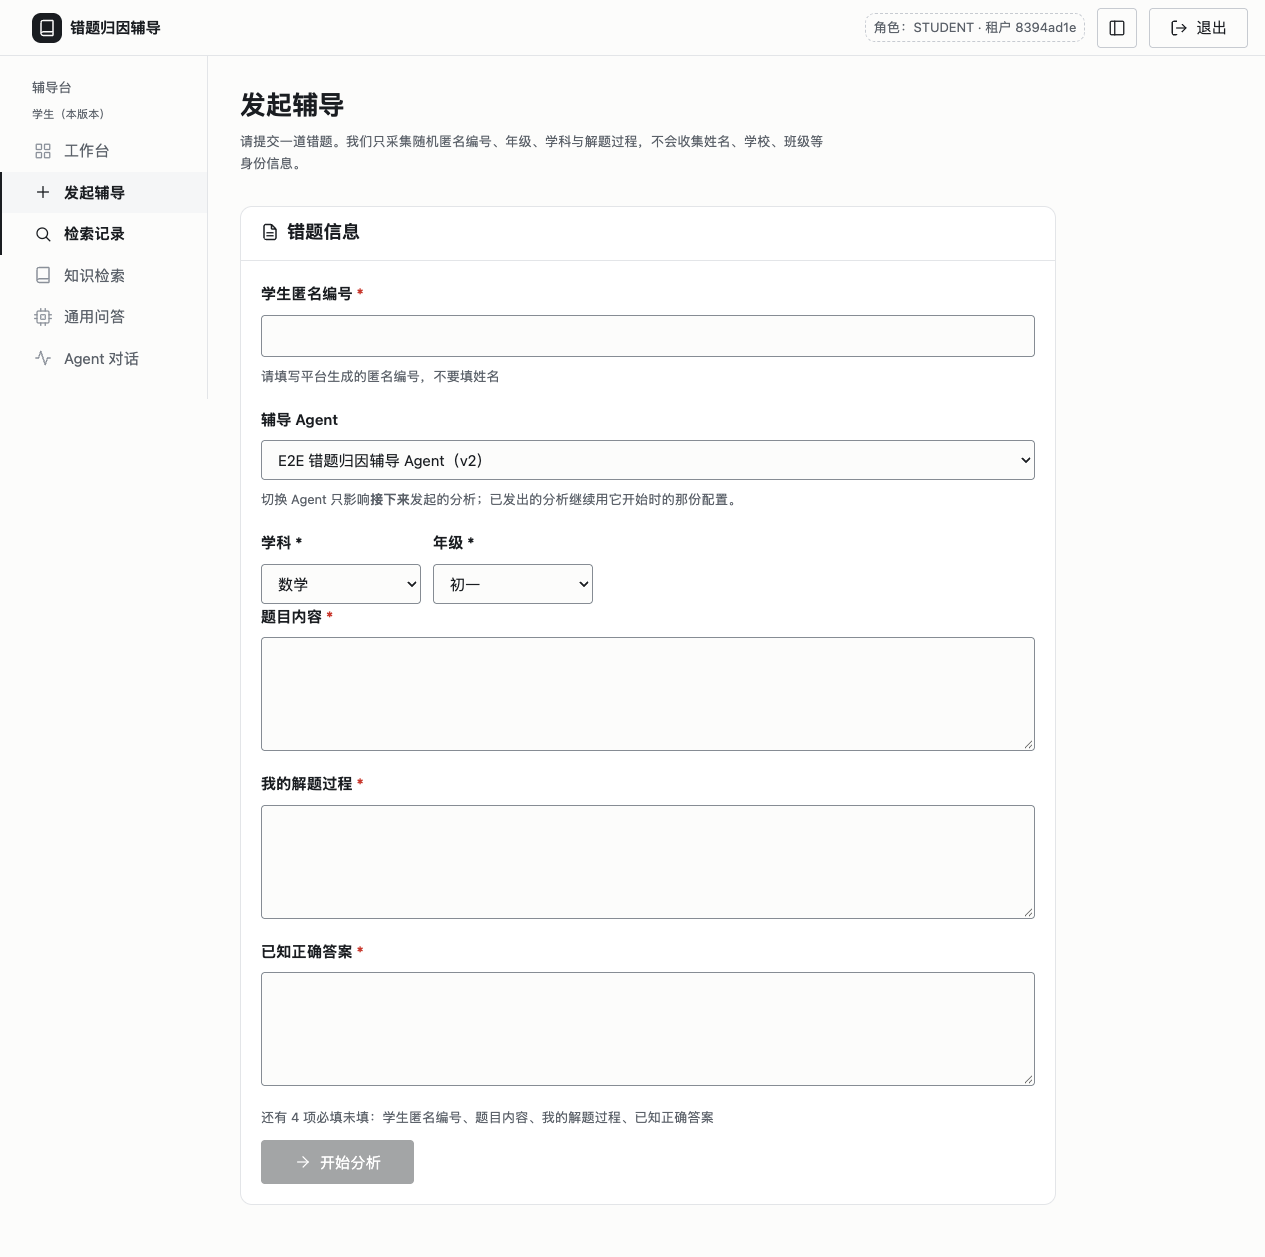 错题归因辅导
角色：STUDENT · 租户 8394ad1e
退出
辅导台
学生（本版本）
工作台
发起辅导
检索记录
知识检索
通用问答
Agent 对话
发起辅导
请提交一道错题。我们只采集随机匿名编号、年级、学科与解题过程，不会收集姓名、学校、班级等
身份信息。
错题信息
学生匿名编号 *
请填写平台生成的匿名编号，不要填姓名
辅导 Agent
E2E 错题归因辅导 Agent（v2）
切换 Agent 只影响接下来发起的分析；已发出的分析继续用它开始时的那份配置。
学科 * 年级 *
数学 初一
题目内容 *
我的解题过程 *
已知正确答案 *
还有 4 项必填未填：学生匿名编号、题目内容、我的解题过程、已知正确答案
开始分析